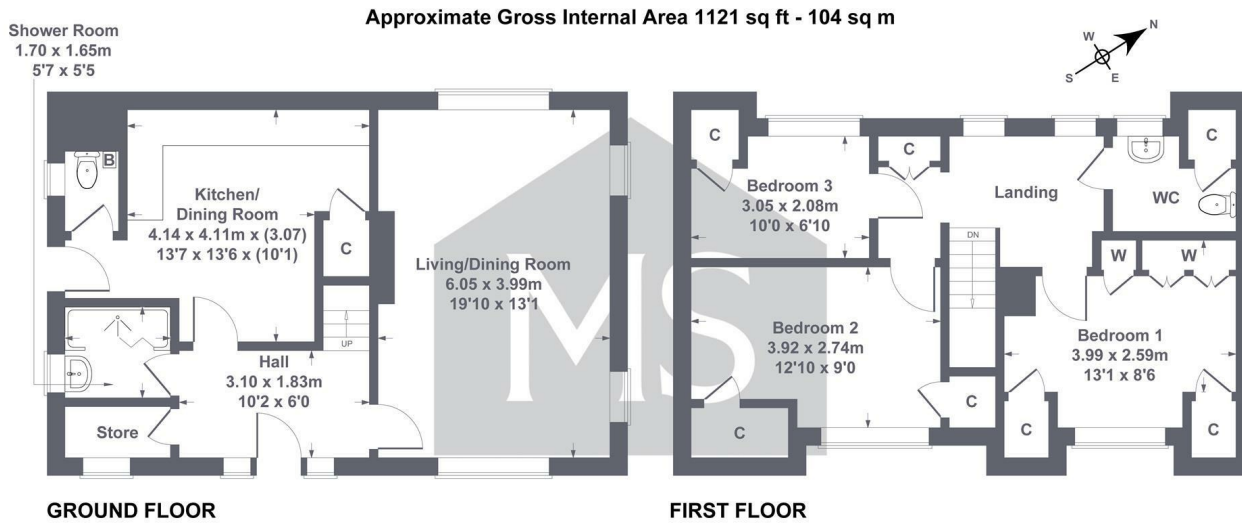 Approximate Gross Internal Area 1121 sq ft - 104 sq m
Shower Room
1.70 x 1.65m
5'7 x 5'5
N
W
S
E
B
Kitchen/
Dining Room
4.14 x 4.11m x (3.07)
13'7 x 13'6 x (10'1)
C
Living/Dining Room
6.05 x 3.99m
19'10 x 13'1
UP
Hall
3.10 x 1.83m
10'2 x 6'0
Store
MS
C
C
C
Bedroom 3
3.05 x 2.08m
10'0 x 6'10
Landing
WC
DN
W
W
Bedroom 2
3.92 x 2.74m
12'10 x 9'0
Bedroom 1
3.99 x 2.59m
13'1 x 8'6
C
C
C
C
GROUND FLOOR
FIRST FLOOR